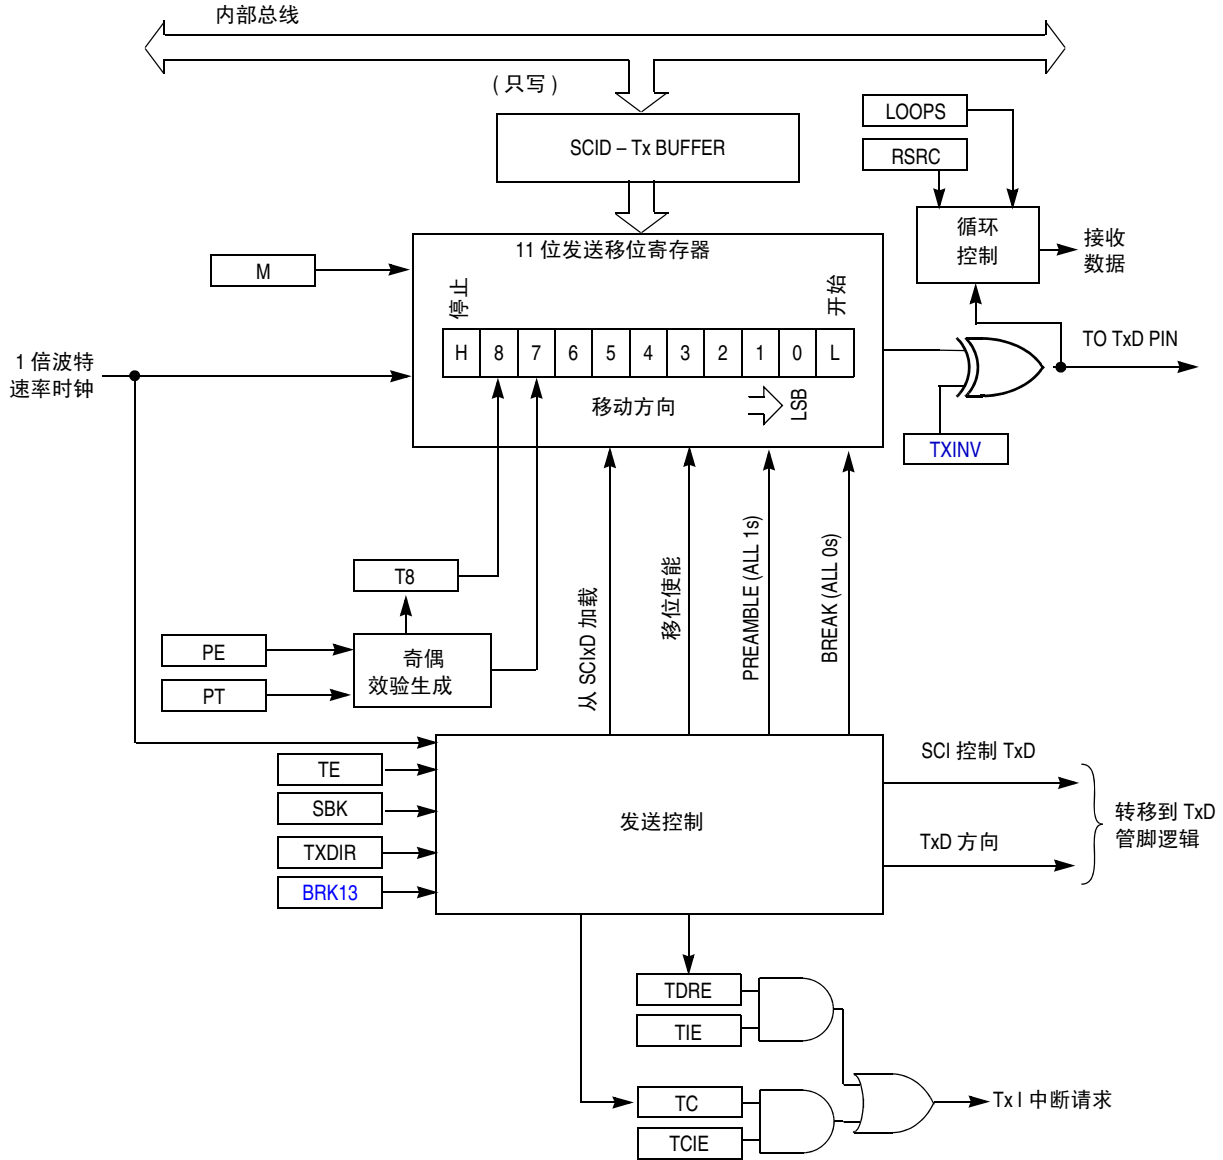 内部总线
(只写)
SCID – Tx BUFFER
LOOPS
RSRC
循环
控制
接收
数据
11 位发送移位寄存器
M
停止
开始
H 8 7 6 5 4 3 2 1 0 L
移动方向
LSB
1 倍波特
速率时钟
TO TxD PIN
TXINV
T8
PE
PT
奇偶
效验生成
从 SCIxD 加载
移位使能
PREAMBLE (ALL 1s)
BREAK (ALL 0s)
TE
SBK
TXDIR
BRK13
发送控制
SCI 控制 TxD
TxD 方向
转移到 TxD
管脚逻辑
TDRE
TIE
TC
TCIE
Tx I 中断请求